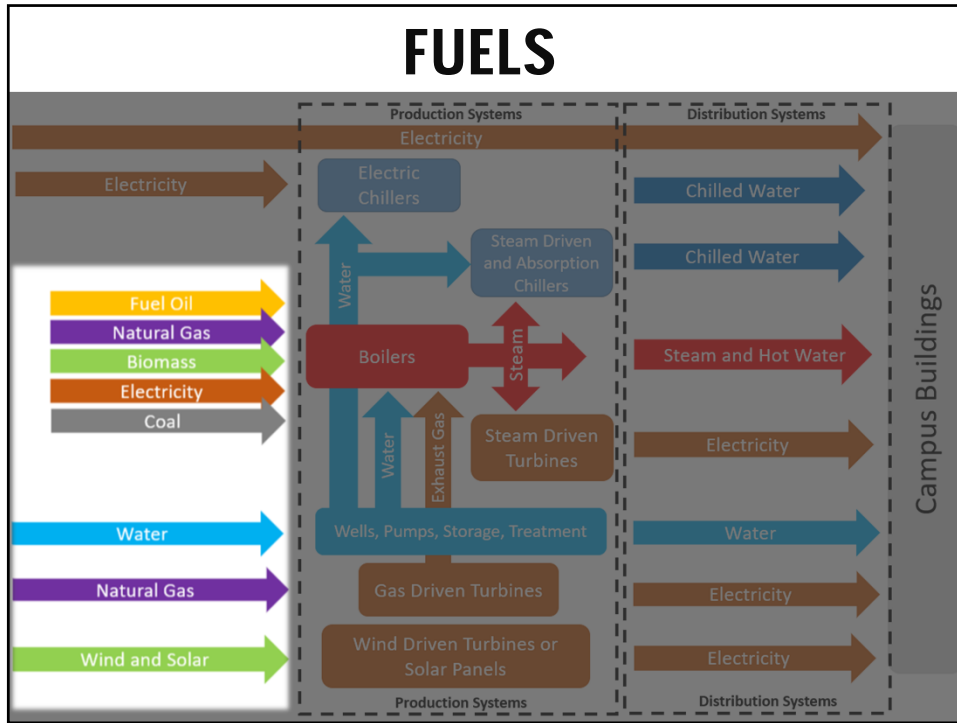 FUELS
Production Systems
Distribution Systems
Electricity
Electricity
Electric
Chillers
Chilled Water
Water
Steam Driven
and Absorption
Chillers
Chilled Water
Fuel Oil
Natural Gas
Biomass
Electricity
Coal
Boilers
Steam
Steam and Hot Water
Water
Exhaust Gas
Steam Driven
Turbines
Electricity
Water
Wells, Pumps, Storage, Treatment
Water
Natural Gas
Gas Driven Turbines
Electricity
Wind and Solar
Wind Driven Turbines or
Solar Panels
Electricity
Production Systems
Distribution Systems
Campus Buildings